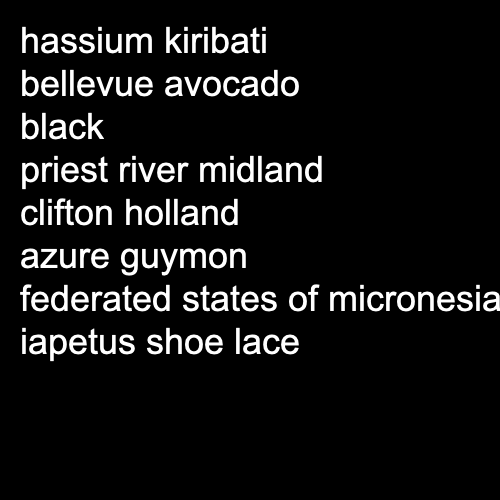 hassium kiribati
bellevue avocado
black
priest river midland
clifton holland
azure guymon
federated states of micronesia
iapetus shoe lace